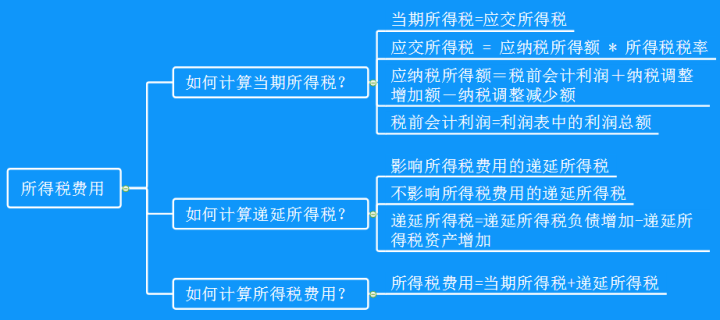 所得税费用
如何计算当期所得税？
当期所得税=应交所得税
应交所得税 = 应纳税所得额 * 所得税税率
应纳税所得额＝税前会计利润＋纳税调整
增加额－纳税调整减少额
税前会计利润=利润表中的利润总额
如何计算递延所得税？
影响所得税费用的递延所得税
不影响所得税费用的递延所得税
递延所得税=递延所得税负债增加-递延所
得税资产增加
如何计算所得税费用？
所得税费用=当期所得税+递延所得税